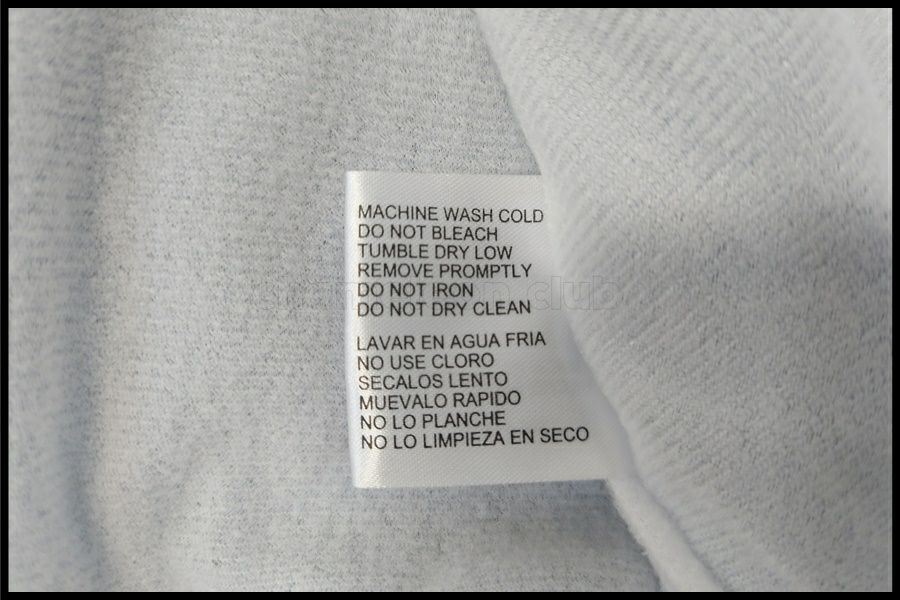 MACHINE WASH COLD
DO NOT BLEACH
TUMBLE DRY LOW
REMOVE PROMPTLY
DO NOT IRON
DO NOT DRY CLEAN
LAVAR EN AGUA FRIA
NO USE CLORO
SECALOS LENTO
MUEVALO RAPIDO
NO LO PLANCHE
NO LO LIMPIEZA EN SECO
club